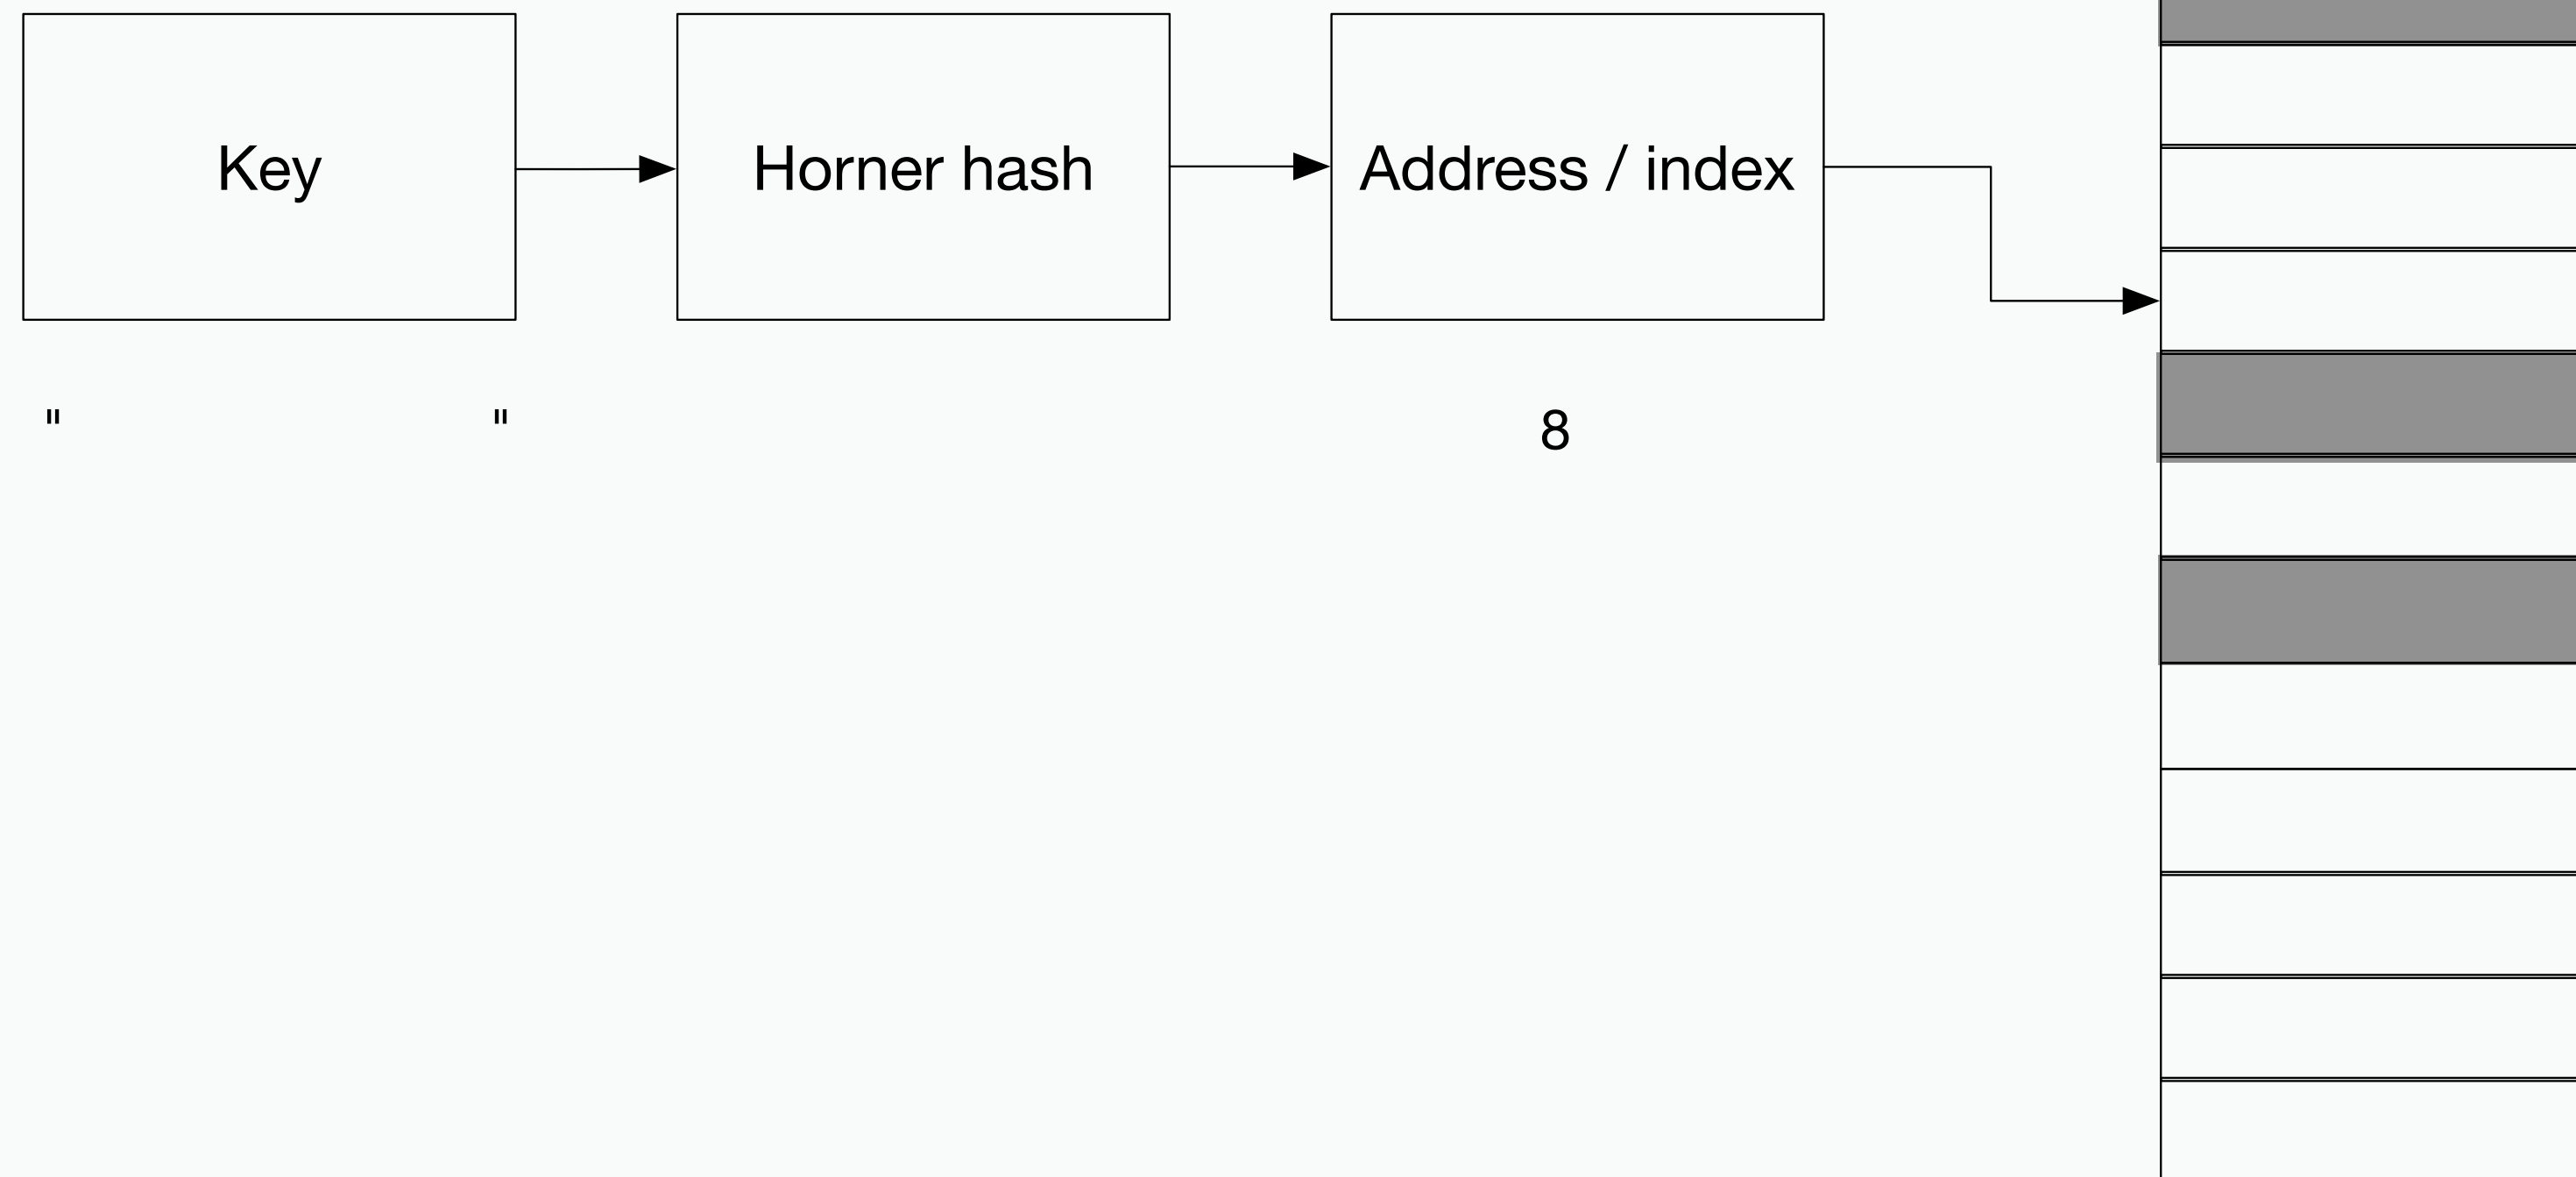 Key
Horner hash
Address / index
" "
8